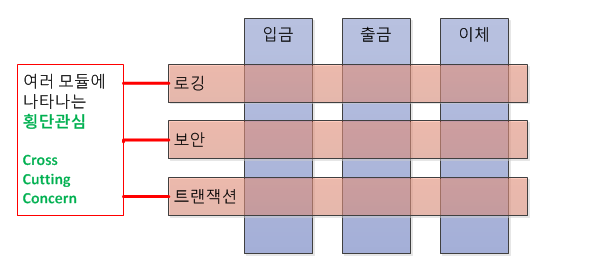 입금 출금 이체
여러 모듈에
나타나는
횡단관심
Cross
Cutting
Concern
로깅
보안
트랜잭션